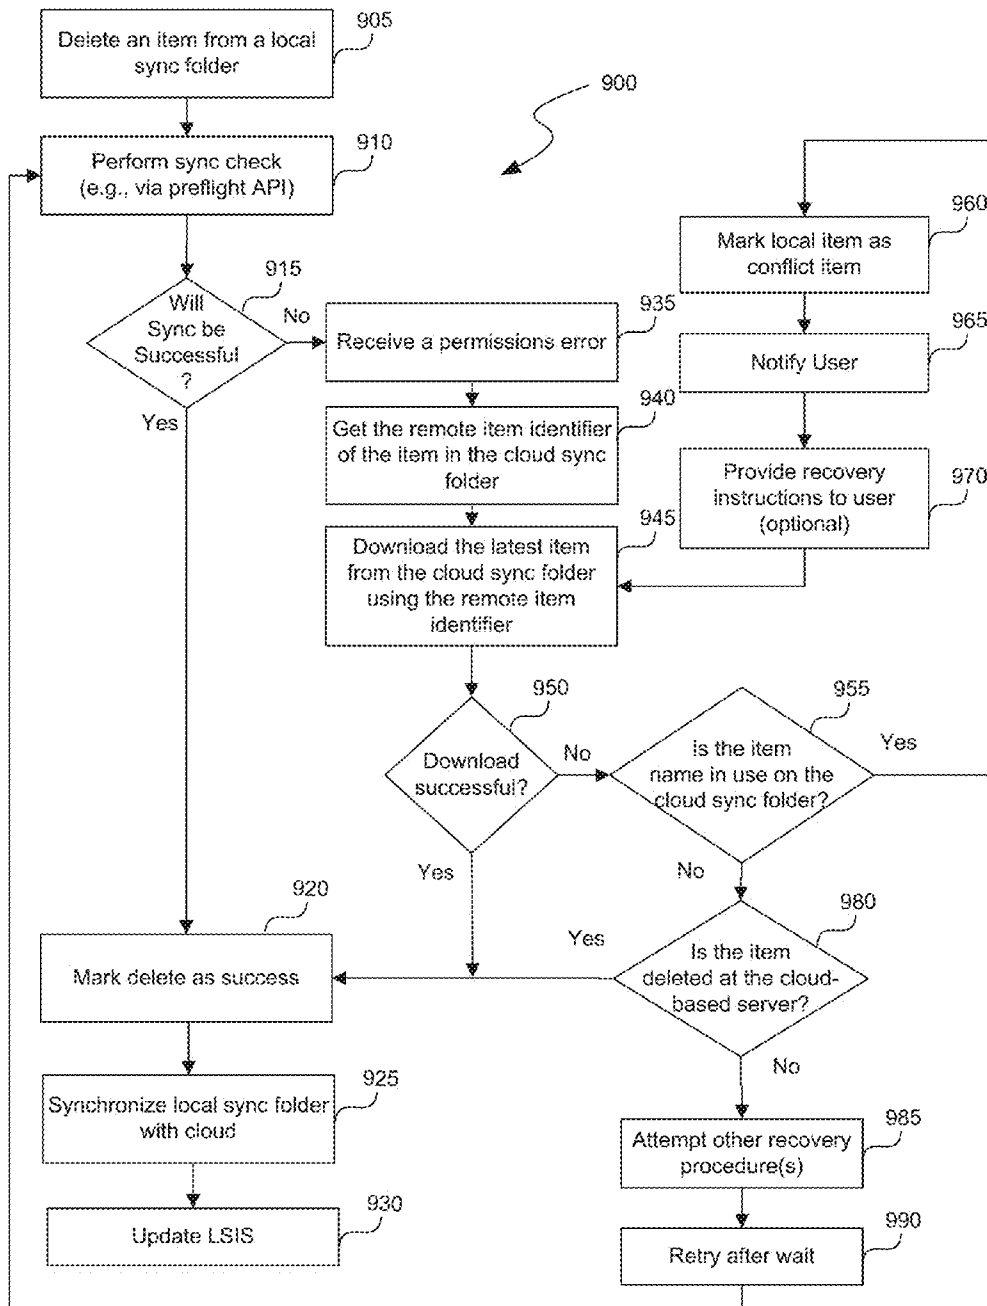 905
Delete an item from a local
sync folder
900
910
Perform sync check
(e.g., via preflight API)
960
Mark local item as
conflict item
915
Will
Sync be
Successful
?
No
Yes
935
Receive a permissions error
965
Notify User
940
Get the remote item identifier
of the item in the cloud sync
folder
970
Provide recovery
instructions to user
(optional)
945
Download the latest item
from the cloud sync folder
using the remote item
identifier
950
Download
successful?
No
Yes
955
Is the item
name in use on the
cloud sync folder?
Yes
No
920
Mark delete as success
980
Yes
Is the item
deleted at the cloud-
based server?
No
925
Synchronize local sync folder
with cloud
985
Attempt other recovery
procedure(s)
930
Update LSIS
990
Retry after wait